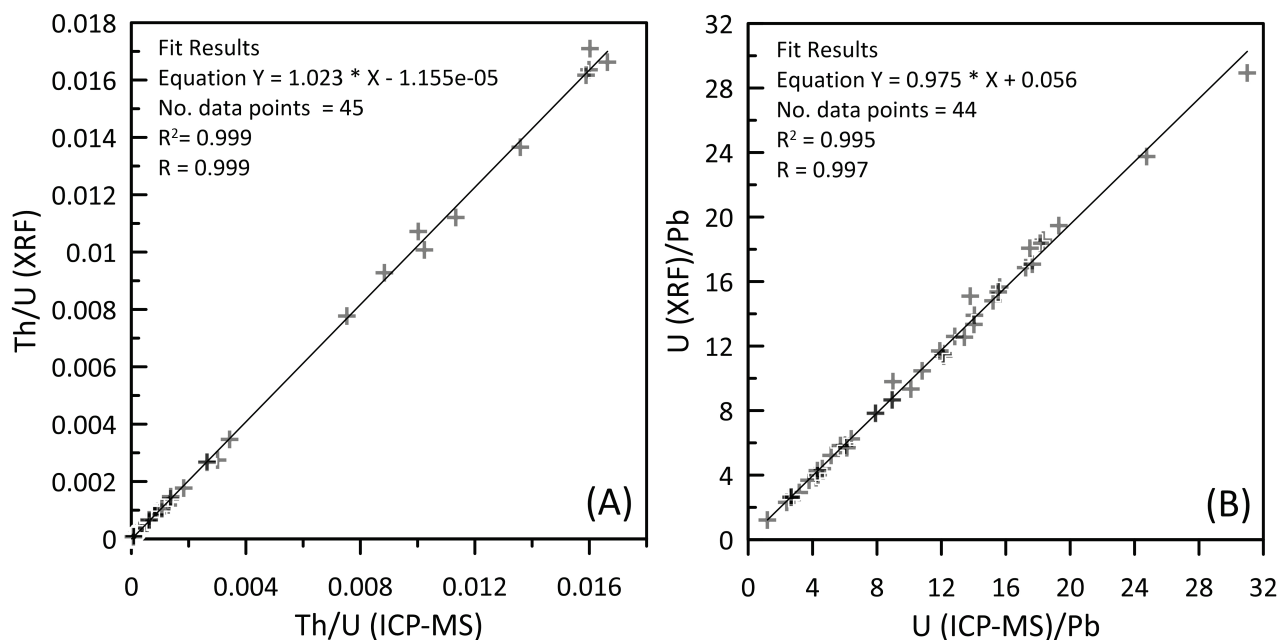 0.018
0.016
0.014
0.012
0.01
0.008
0.006
0.004
0.002
0
Th/U (XRF)
Fit Results
Equation Y = 1.023 * X - 1.155e-05
No. data points = 45
R²= 0.999
R = 0.999
(A)
0 0.004 0.008 0.012 0.016
Th/U (ICP-MS)
32
28
24
20
16
12
8
4
0
U (XRF)/Pb
Fit Results
Equation Y = 0.975 * X + 0.056
No. data points = 44
R² = 0.995
R = 0.997
(B)
0 4 8 12 16 20 24 28 32
U (ICP-MS)/Pb